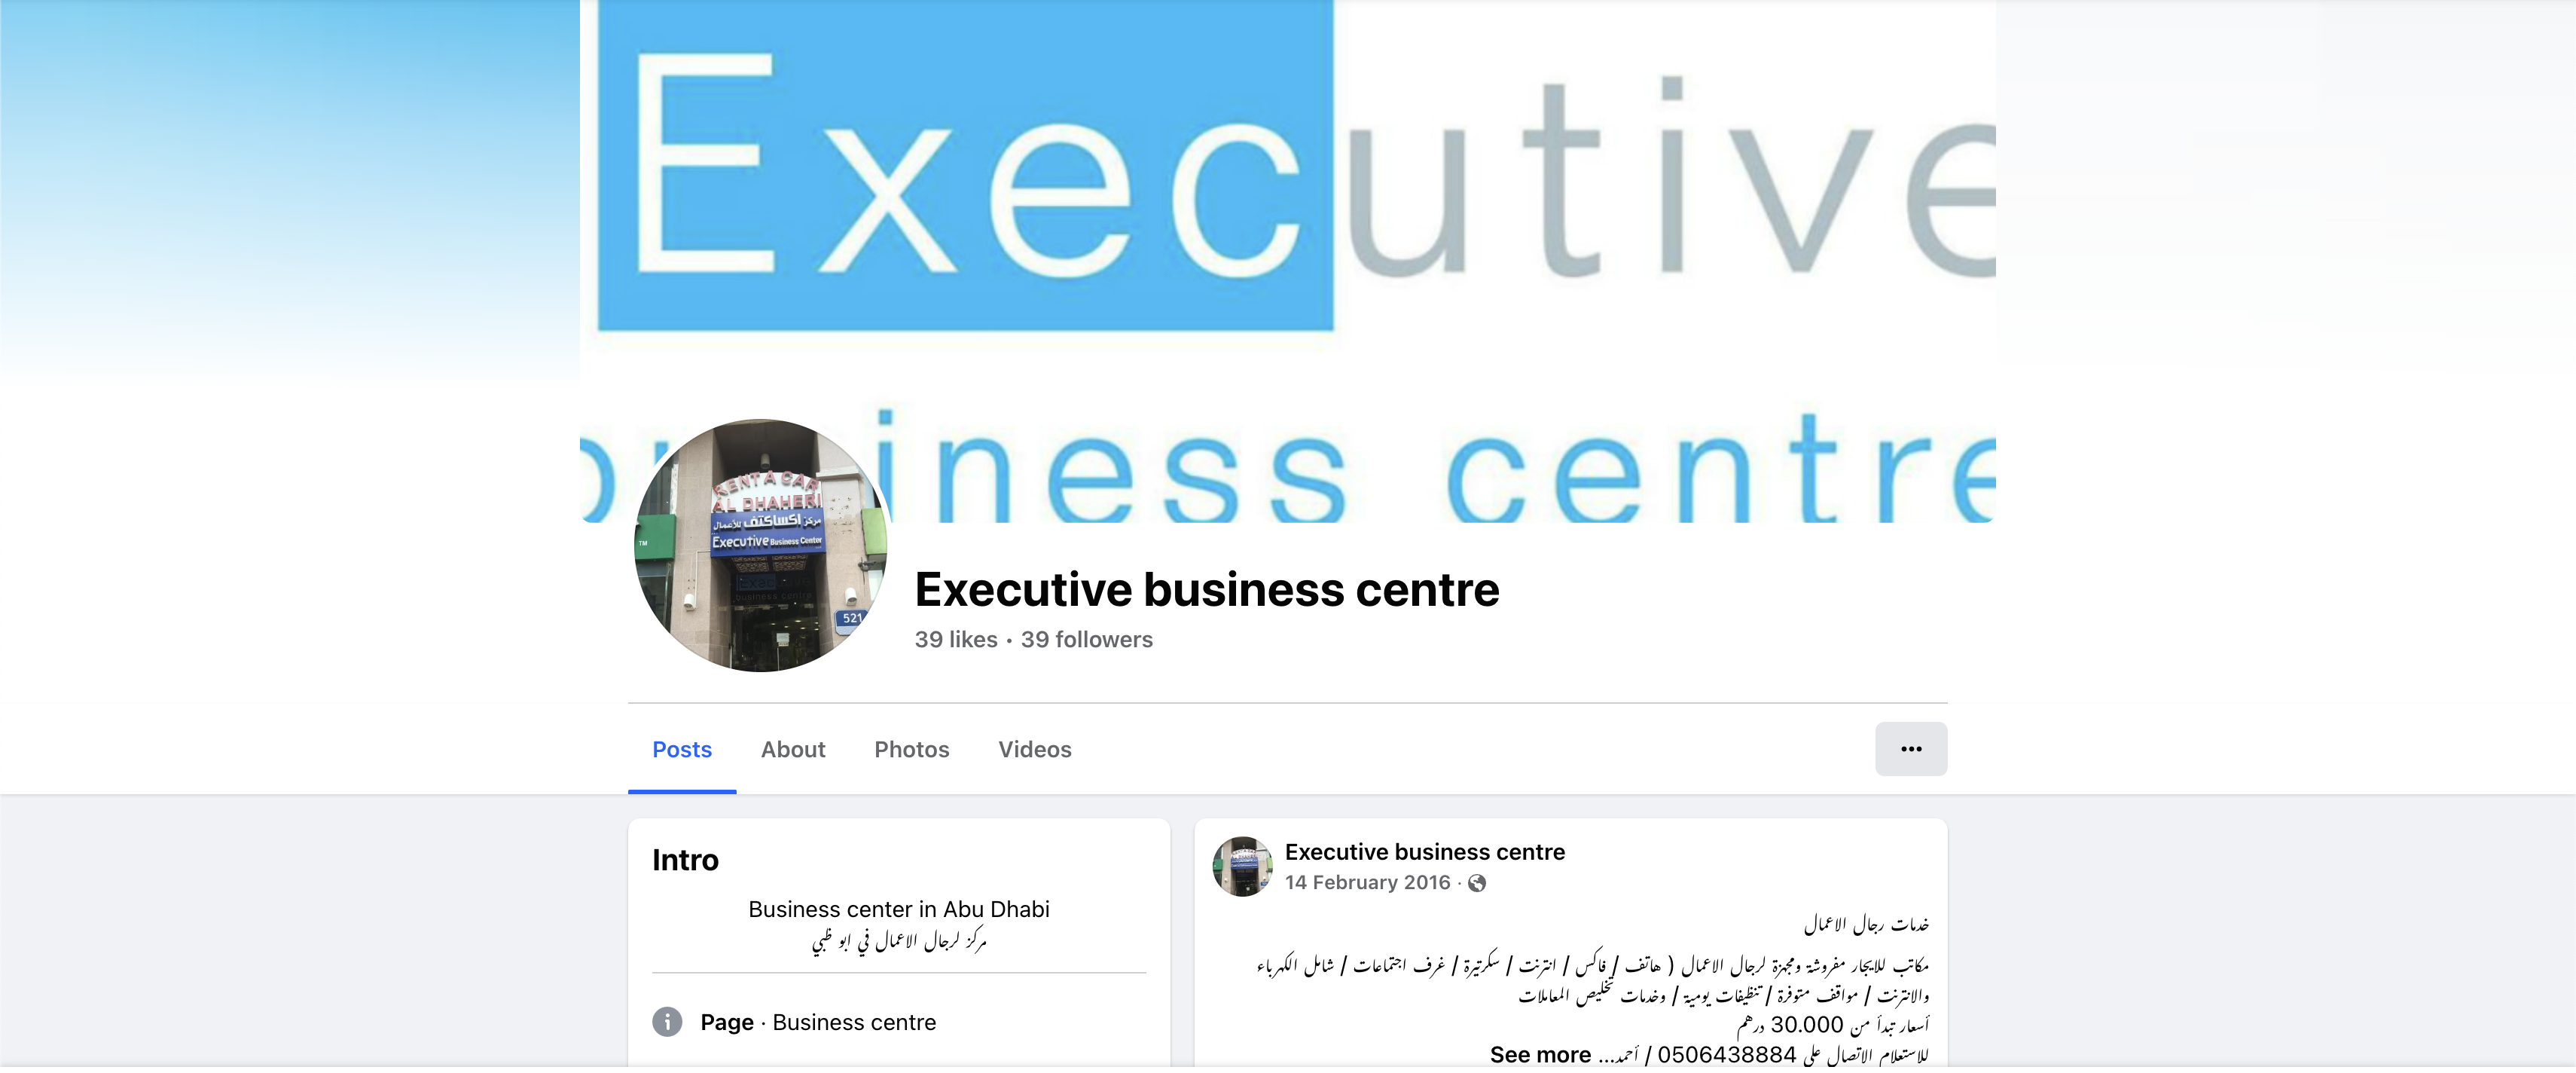 Executive
business centre
RENT A CAR
AL DHAHERI
مركز اكساكتف للأعمال
Executive Business Center
TM
521
Executive business centre
39 likes · 39 followers
Posts
About
Photos
Videos
Intro
Business center in Abu Dhabi
مركز لرجال الاعمال في ابو ظبي
Page · Business centre
Executive business centre
14 February 2016
خدمات رجال الاعمال
مكاتب للايجار مفروشة ومجهزة لرجال الاعمال ( هاتف / فاكس / انترنت / سكرتيرة / غرف اجتماعات / شامل الكهرباء
والانترنت / مواقف متوفرة / تنظيفات يومية / وخدمات تخليص المعاملات
أسعار تبدأ من 30.000 درهم
للاستعلام الاتصال على 0506438884 / أحمد... See more